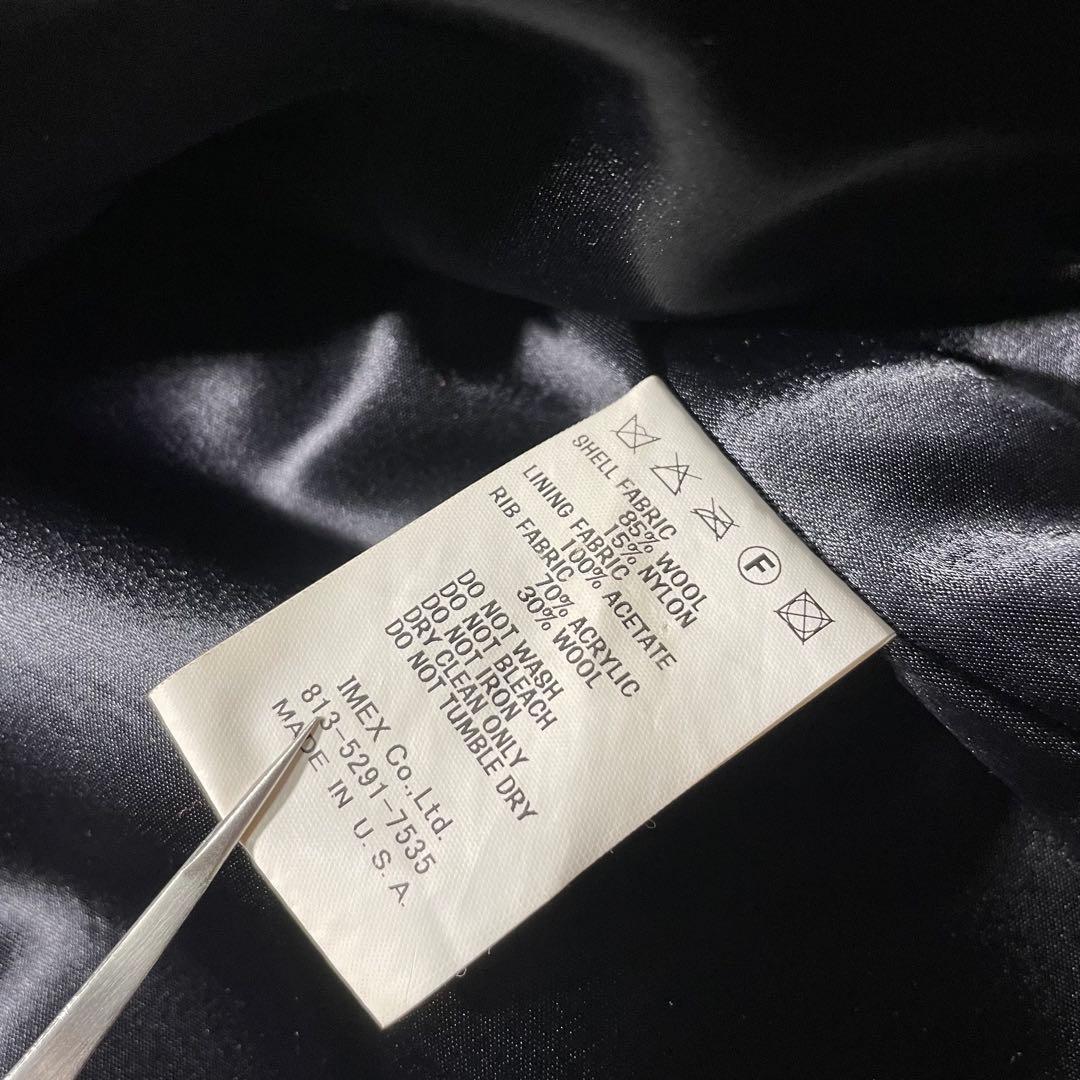 F
SHELL FABRIC
85% WOOL
15% NYLON
LINING FABRIC
100% ACETATE
RIB FABRIC
70% ACRYLIC
30% WOOL
DO NOT WASH
DO NOT BLEACH
DO NOT IRON
DRY CLEAN ONLY
DO NOT TUMBLE DRY
IMEX Co.,Ltd.
813-5291-7535
MADE IN U.S.A.